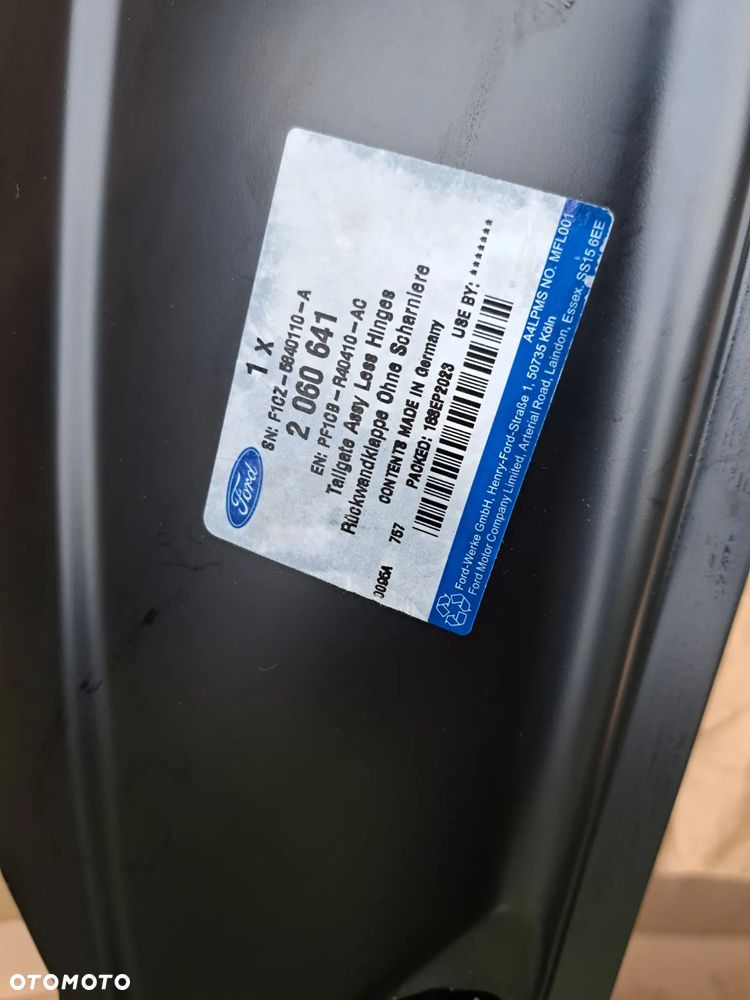 Ford
1 x
SN: F1CZ-5840110-A
2 060 641
EN: PF1CB-R40410-AC
Tailgate Assy Less Hinges
Rückwandklappe Ohne Scharniere
0095A 757 CONTENTS MADE IN Germany
PACKED: 18SEP2023 USE BY: ********
A4LPMS NO. MFL001
Ford-Werke GmbH, Henry-Ford-Straße 1, 50735 Köln
Ford Motor Company Limited, Arterial Road, Laindon, Essex, SS15 6EE
OTOMOTO